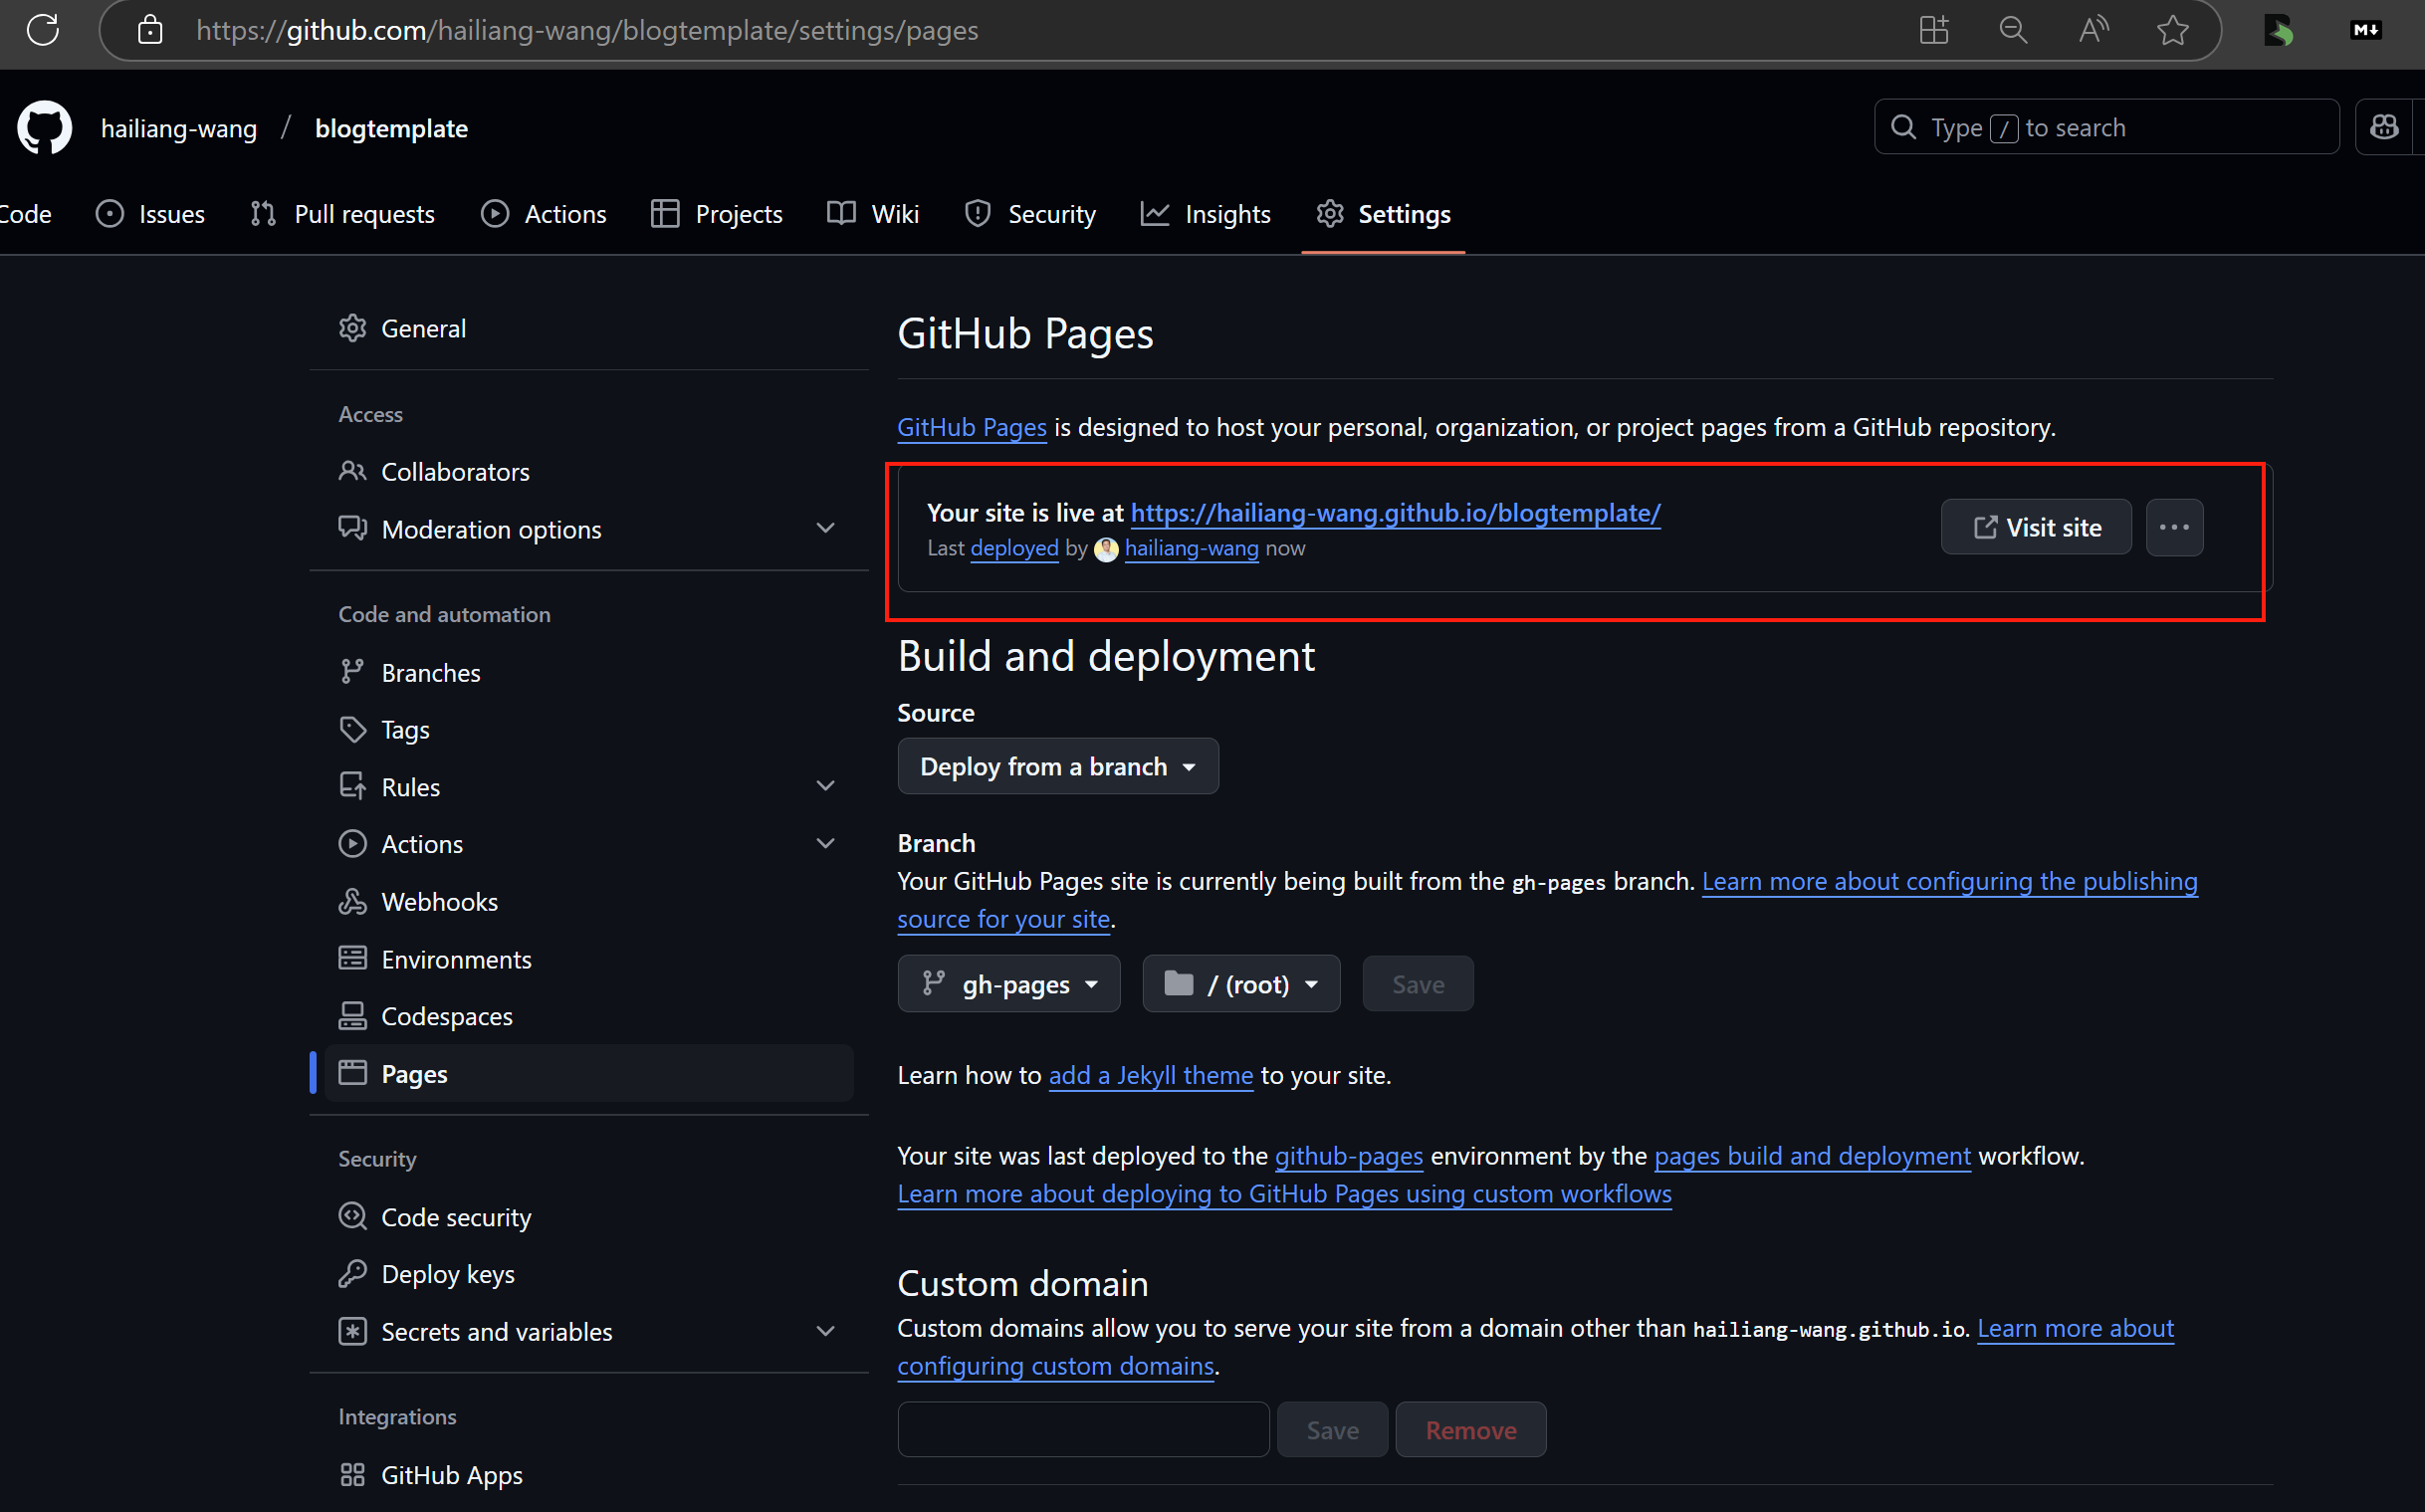 https://github.com/hailiang-wang/blogtemplate/settings/pages
M↓
hailiang-wang / blogtemplate
Type / to search
Code
Issues
Pull requests
Actions
Projects
Wiki
Security
Insights
Settings
General
Access
Collaborators
Moderation options
Code and automation
Branches
Tags
Rules
Actions
Webhooks
Environments
Codespaces
Pages
Security
Code security
Deploy keys
Secrets and variables
Integrations
GitHub Apps
GitHub Pages
GitHub Pages is designed to host your personal, organization, or project pages from a GitHub repository.
Your site is live at https://hailiang-wang.github.io/blogtemplate/
Last deployed by hailiang-wang now
Visit site
Build and deployment
Source
Deploy from a branch
Branch
Your GitHub Pages site is currently being built from the gh-pages branch. Learn more about configuring the publishing
source for your site.
gh-pages
/ (root)
Save
Learn how to add a Jekyll theme to your site.
Your site was last deployed to the github-pages environment by the pages build and deployment workflow.
Learn more about deploying to GitHub Pages using custom workflows
Custom domain
Custom domains allow you to serve your site from a domain other than hailiang-wang.github.io. Learn more about
configuring custom domains.
Save
Remove